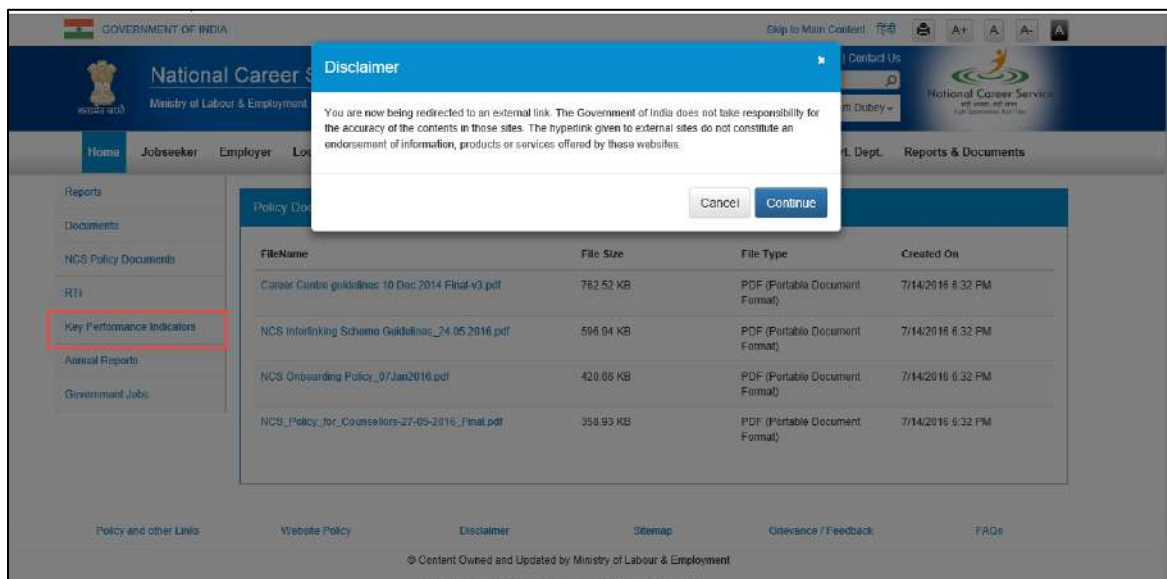 GOVERNMENT OF INDIA
Skip to Main Content हिंदी A+ A A- A
National Career S
Ministry of Labour & Employment
| Contact Us
rti Dubey
National Career Service
सत्यमेव जयते
Disclaimer
You are now being redirected to an external link. The Government of India does not take responsibility for
the accuracy of the contents in those sites. The hyperlink given to external sites do not constitute an
endorsement of information, products or services offered by these websites.
Cancel Continue
Home Jobseeker Employer Loc vt. Dept. Reports & Documents
Reports
Documents
NCS Policy Documents
RTI
Key Performance Indicators
Annual Reports
Government Jobs
Policy Do
FileName File Size File Type Created On
Career Centre guidelines 10 Dec 2014 Final-v3.pdf 762.52 KB PDF (Portable Document Format) 7/14/2016 6:32 PM
NCS Interlinking Scheme Guidelines_24.05.2016.pdf 596.94 KB PDF (Portable Document Format) 7/14/2016 6:32 PM
NCS Onboarding Policy_07Jan2016.pdf 420.66 KB PDF (Portable Document Format) 7/14/2016 6:32 PM
NCS_Policy_for_Counsellors-27-05-2016_Final.pdf 358.93 KB PDF (Portable Document Format) 7/14/2016 6:32 PM
Policy and other Links Website Policy Disclaimer Sitemap Grievance / Feedback FAQs
© Content Owned and Updated by Ministry of Labour & Employment